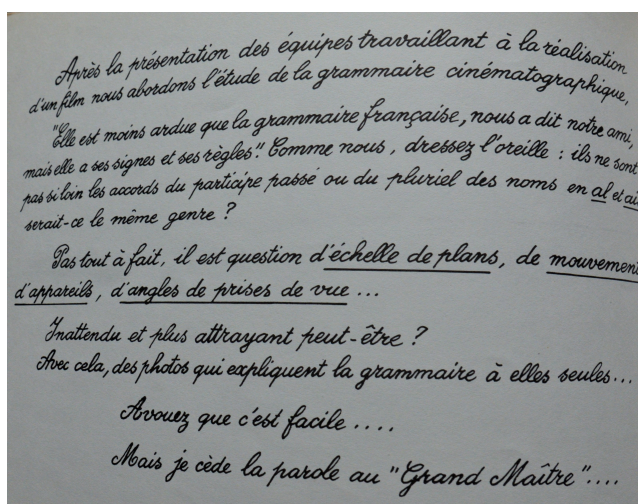 Après la présentation des équipes travaillant à la réalisation
d'un film nous abordons l'étude de la grammaire cinématographique,
"Elle est moins ardue que la grammaire française, nous a dit notre ami,
mais elle a ses signes et ses règles". Comme nous, dressez l'oreille : ils ne sont
pas si loin les accords du participe passé ou du pluriel des noms en al et ail
serait-ce le même genre ?
Pas tout à fait, il est question d'échelle de plans, de mouvement
d'appareils, d'angles de prises de vue ...
Inattendu et plus attrayant peut-être ?
Avec cela, des photos qui expliquent la grammaire à elles seules...
Avouez que c'est facile ....
Mais je cède la parole au "Grand Maître"....